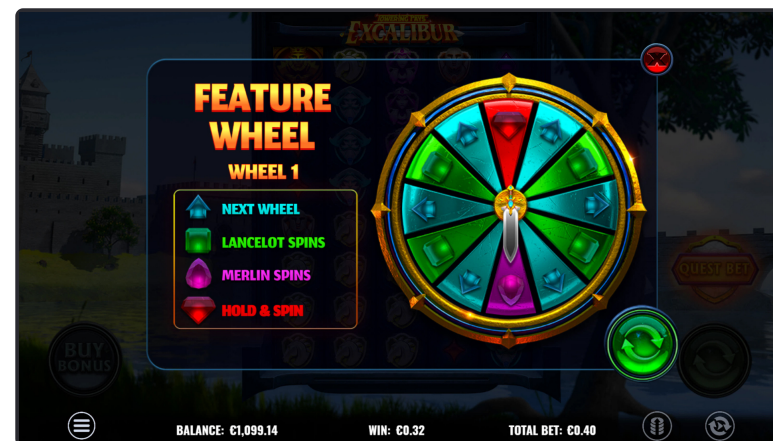 EXCALIBUR
FEATURE
WHEEL
WHEEL 1
NEXT WHEEL
LANCELOT SPINS
MERLIN SPINS
HOLD & SPIN
QUEST BET
BUY
BONUS
BALANCE: €1,099.14
WIN: €0.32
TOTAL BET: €0.40